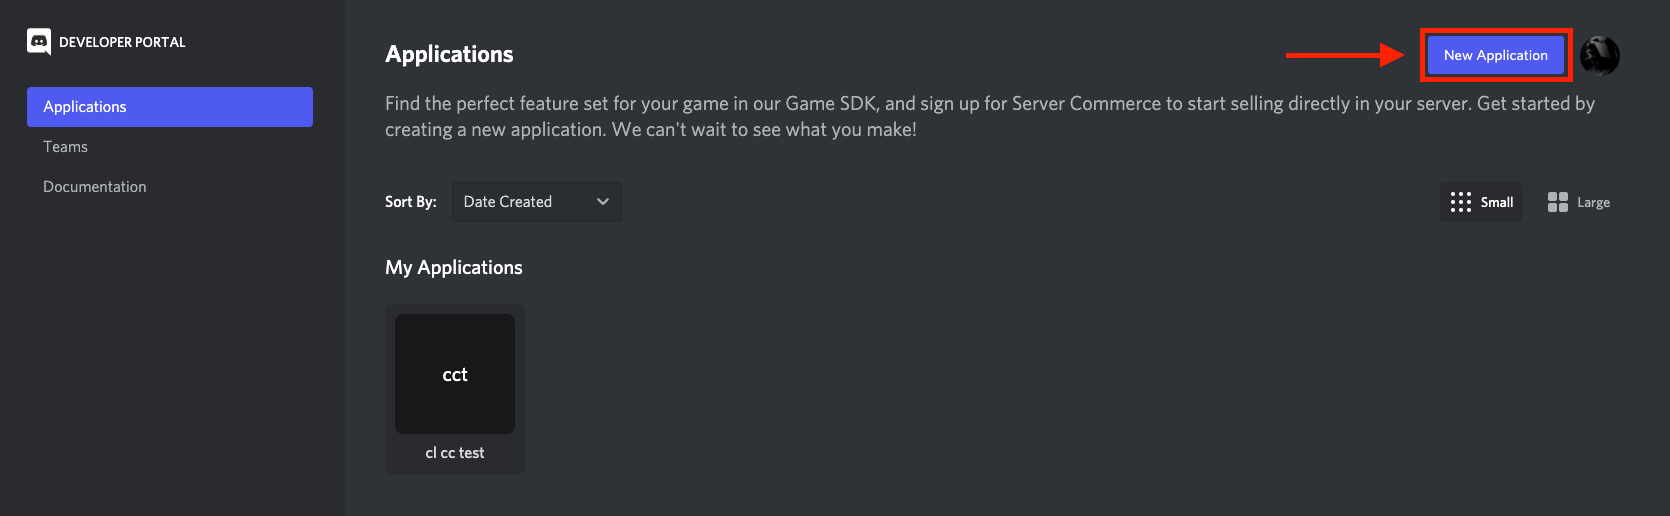 DEVELOPER PORTAL
Applications
Teams
Documentation
Applications
New Application
Find the perfect feature set for your game in our Game SDK, and sign up for Server Commerce to start selling directly in your server. Get started by
creating a new application. We can't wait to see what you make!
Sort By: Date Created
Small Large
My Applications
cct
cl cc test